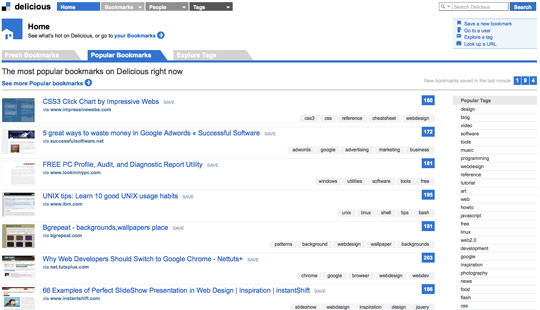 delicious
Home Bookmarks People Tags
Search Delicious Search
Home
See what's hot on Delicious, or go to your Bookmarks
Save a new bookmark
Go to a user
Explore a tag
Look up a URL
Fresh Bookmarks Popular Bookmarks Explore Tags
The most popular bookmarks on Delicious right now
See more Popular bookmarks
New bookmarks saved in the last minute 1 9 4
CSS3 Click Chart by Impressive Webs SAVE 160
via www.impressivewebs.com
css3 css reference cheatsheet webdesign
5 great ways to waste money in Google Adwords « Successful Software SAVE 172
via successfulsoftware.net
adwords google advertising marketing business
FREE PC Profile, Audit, and Diagnostic Report Utility SAVE 181
via www.lookinmypc.com
windows utilities software tools free
UNIX tips: Learn 10 good UNIX usage habits SAVE 195
via www.ibm.com
unix linux shell tips bash
Bgrepeat - backgrounds,wallpapers place SAVE 181
via bgrepeat.com
patterns background webdesign wallpaper backgrounds
Why Web Developers Should Switch to Google Chrome - Nettuts+ SAVE 203
via net.tutsplus.com
chrome google browser webdesign webdev
66 Examples of Perfect SlideShow Presentation in Web Design | Inspiration | instantShift SAVE 186
via www.instantshift.com
slideshow webdesign inspiration design jquery
Popular Tags
design
blog
video
software
tools
music
programming
webdesign
reference
tutorial
art
web
howto
javascript
free
linux
web2.0
development
google
inspiration
photography
news
food
flash
css